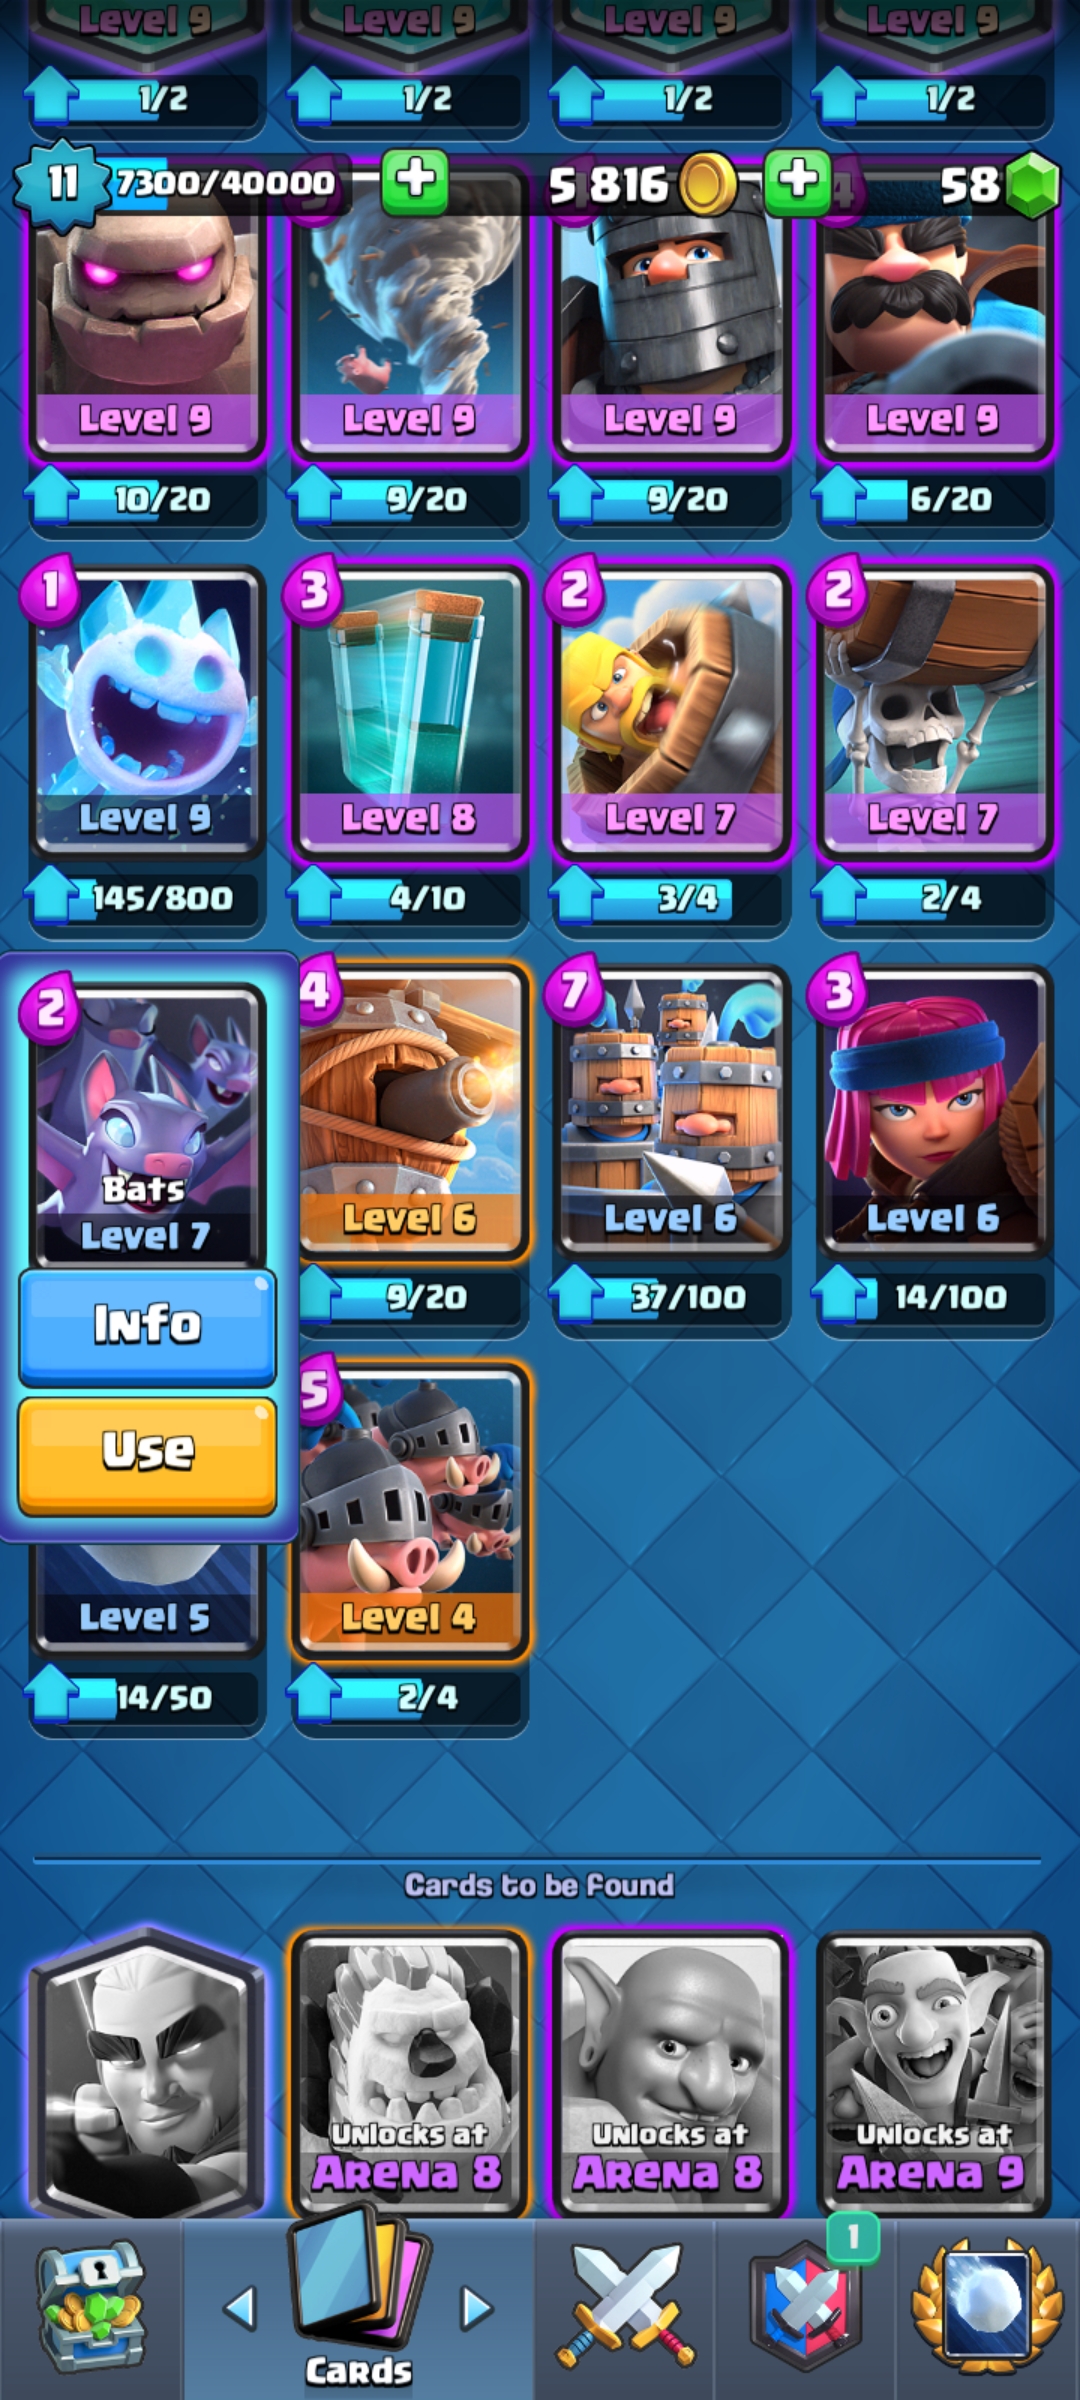 Level 9 Level 9 Level 9 Level 9
1/2 1/2 1/2 1/2
11 7300/40000 5 816 58
Level 9 Level 9 Level 9 Level 9
10/20 9/20 9/20 6/20
1 3 2 2
Level 9 Level 8 Level 7 Level 7
145/800 4/10 3/4 2/4
2 4 7 3
Bats
Level 7 Level 6 Level 6 Level 6
Info 9/20 37/100 14/100
5
Use
Level 5 Level 4
14/50 2/4
Cards to be Found
Unlocks at Unlocks at Unlocks at
Arena 8 Arena 8 Arena 9
1
Cards